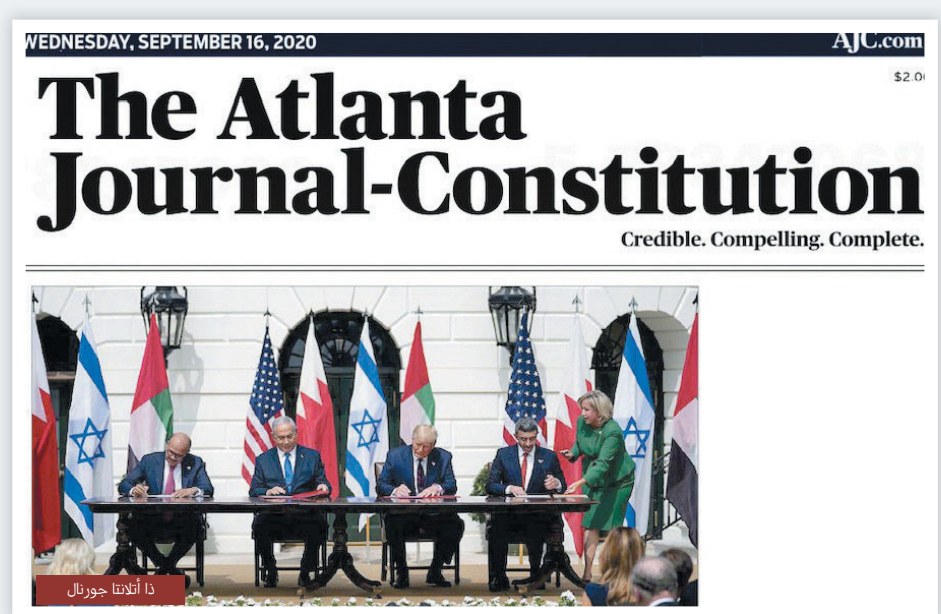 WEDNESDAY, SEPTEMBER 16, 2020
AJC.com
$2.0
The Atlanta
Journal-Constitution
Credible. Compelling. Complete.
ذا أتلانتا جورنال